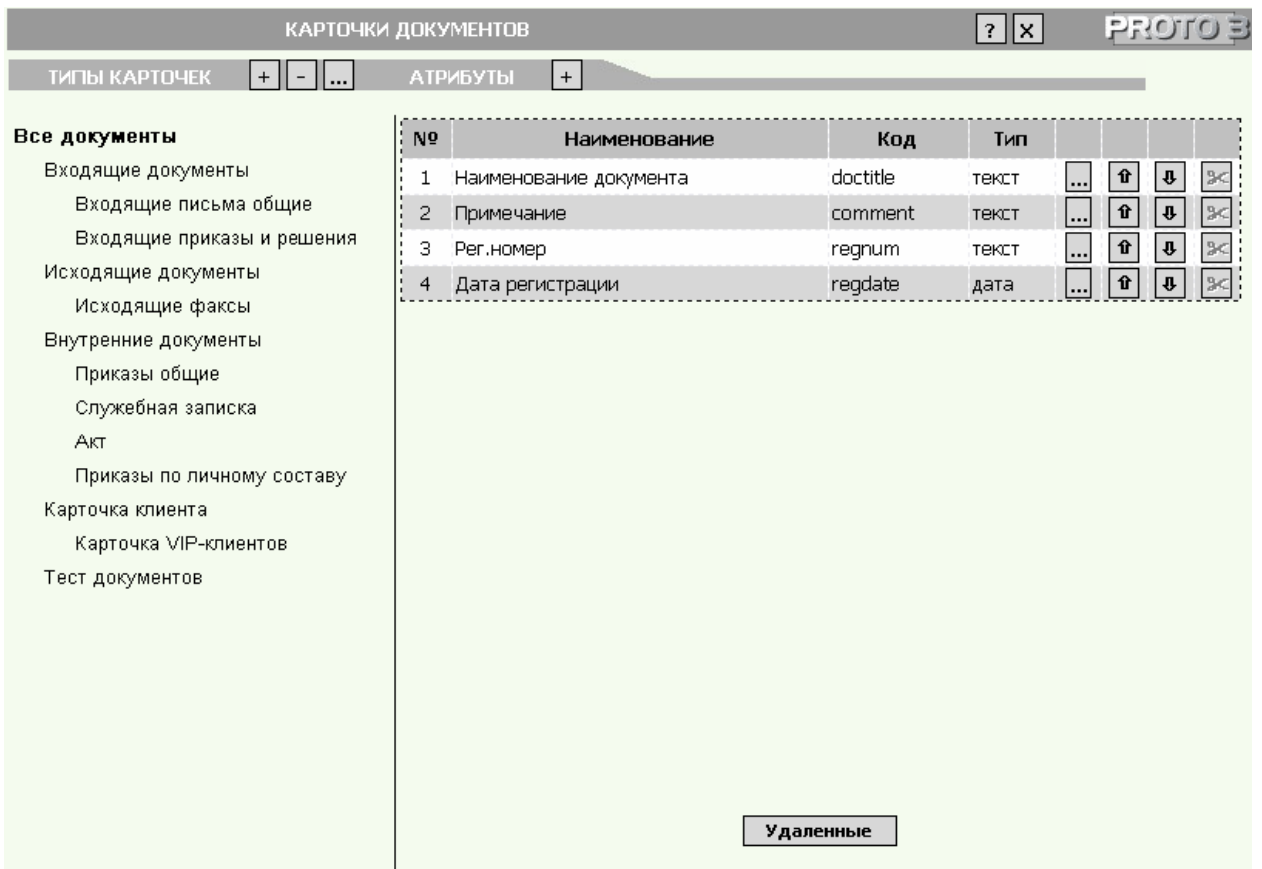 КАРТОЧКИ ДОКУМЕНТОВ ? X PROTO 3
ТИПЫ КАРТОЧЕК + - ... АТРИБУТЫ +
Все документы
Входящие документы
Входящие письма общие
Входящие приказы и решения
Исходящие документы
Исходящие факсы
Внутренние документы
Приказы общие
Служебная записка
Акт
Приказы по личному составу
Карточка клиента
Карточка VIP-клиентов
Тест документов
№ Наименование Код Тип
1 Наименование документа doctitle текст ...
2 Примечание comment текст ...
3 Рег.номер regnum текст ...
4 Дата регистрации regdate дата ...
Удаленные